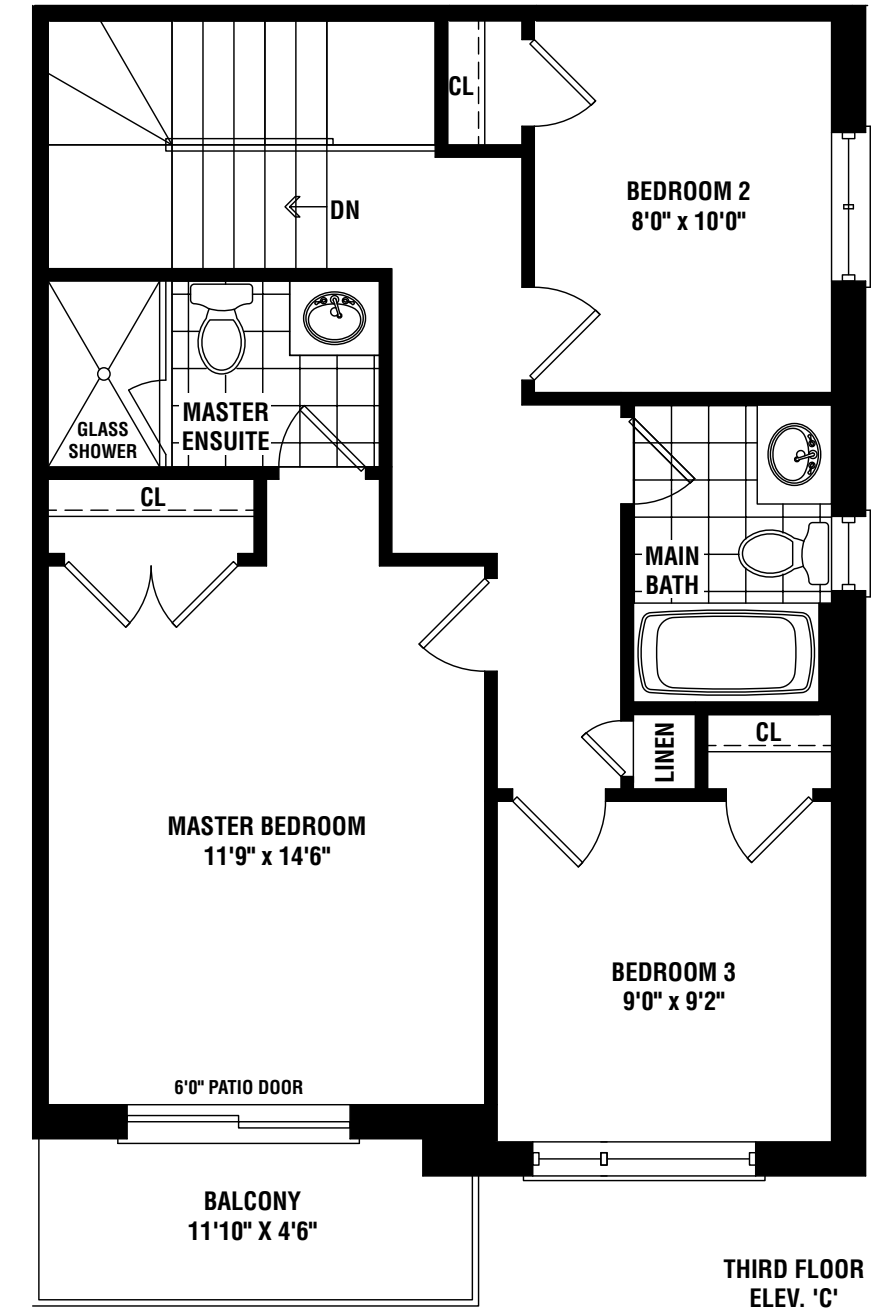 CL
BEDROOM 2
8'0" x 10'0"
DN
MASTER
ENSUITE
GLASS
SHOWER
CL
MAIN
BATH
LINEN
CL
MASTER BEDROOM
11'9" x 14'6"
BEDROOM 3
9'0" x 9'2"
6'0" PATIO DOOR
BALCONY
11'10" X 4'6"
THIRD FLOOR
ELEV. 'C'